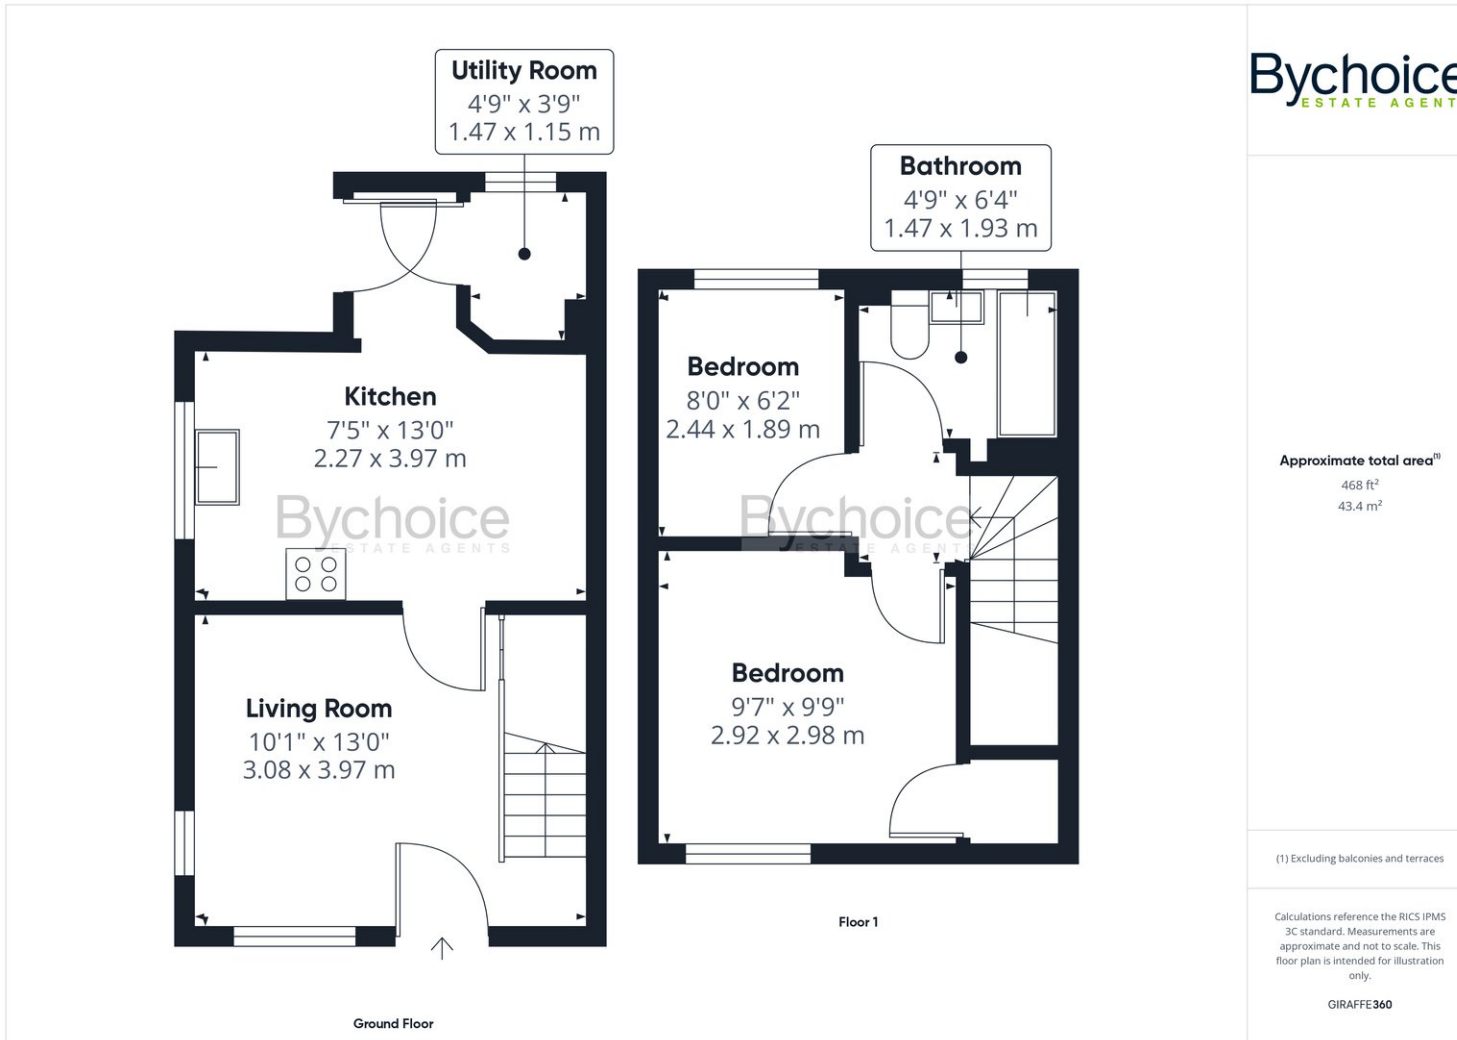 Utility Room
4'9" x 3'9"
1.47 x 1.15 m
Kitchen
7'5" x 13'0"
2.27 x 3.97 m
Bychoice
ESTATE AGENTS
Living Room
10'1" x 13'0"
3.08 x 3.97 m
Ground Floor
Bathroom
4'9" x 6'4"
1.47 x 1.93 m
Bedroom
8'0" x 6'2"
2.44 x 1.89 m
Bychoice
ESTATE AGENTS
Bedroom
9'7" x 9'9"
2.92 x 2.98 m
Floor 1
Bychoice
ESTATE AGENT
Approximate total area(1)
468 ft²
43.4 m²
(1) Excluding balconies and terraces
Calculations reference the RICS IPMS
3C standard. Measurements are
approximate and not to scale. This
floor plan is intended for illustration
only.
GIRAFFE360